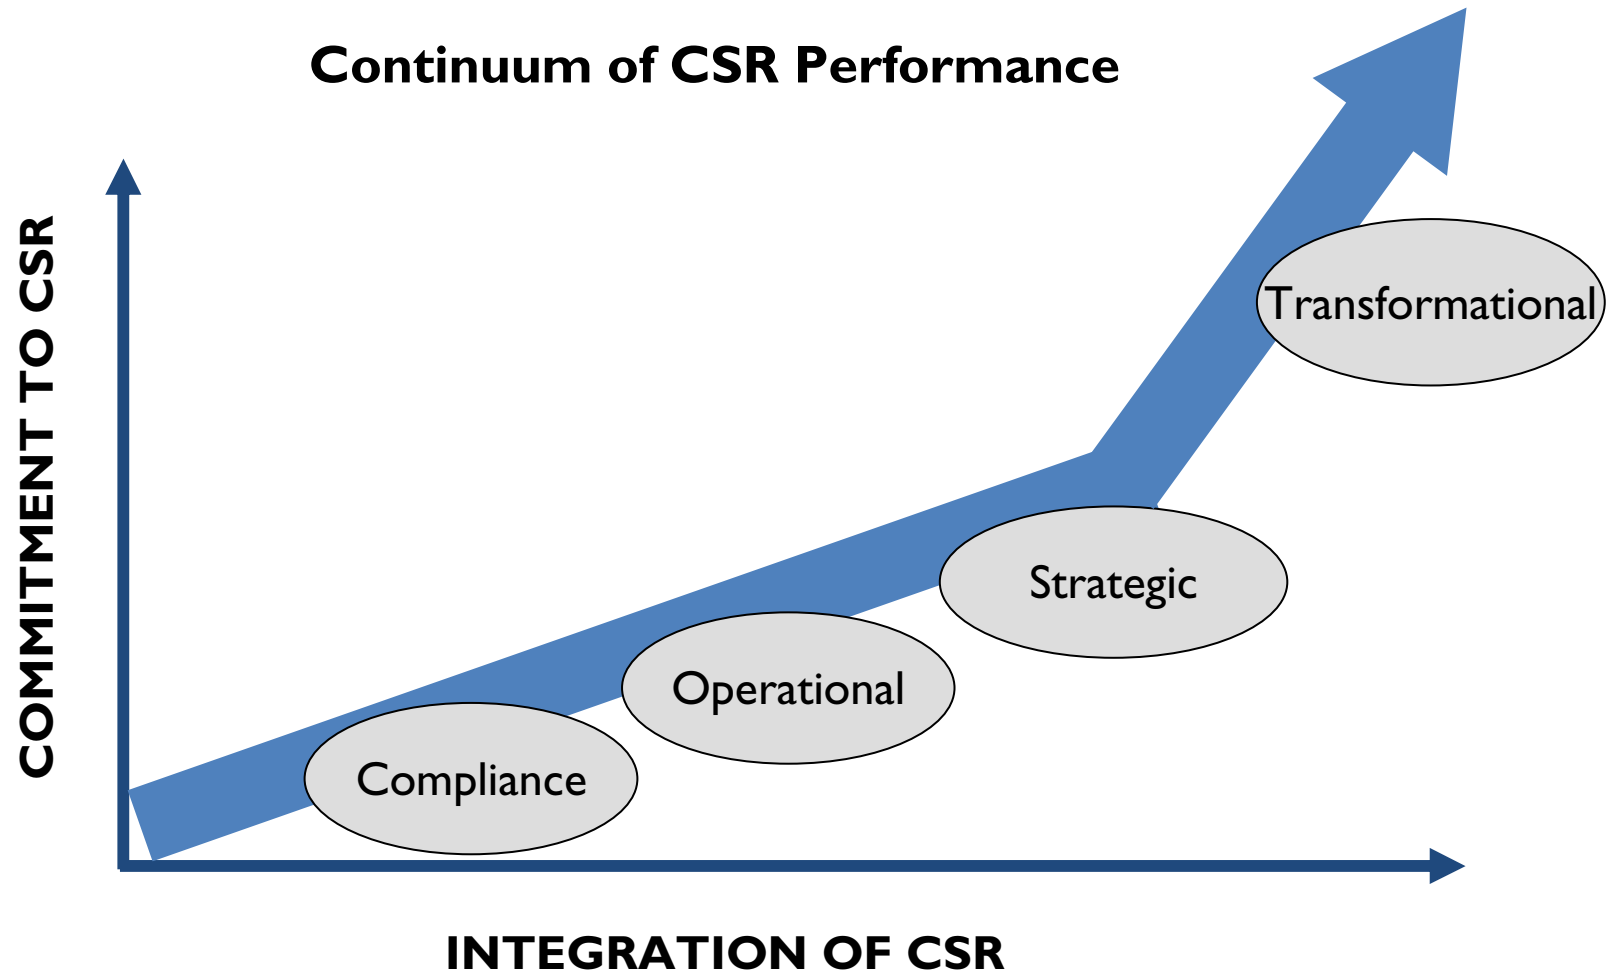 Continuum of CSR Performance
COMMITMENT TO CSR
Transformational
Strategic
Operational
Compliance
INTEGRATION OF CSR